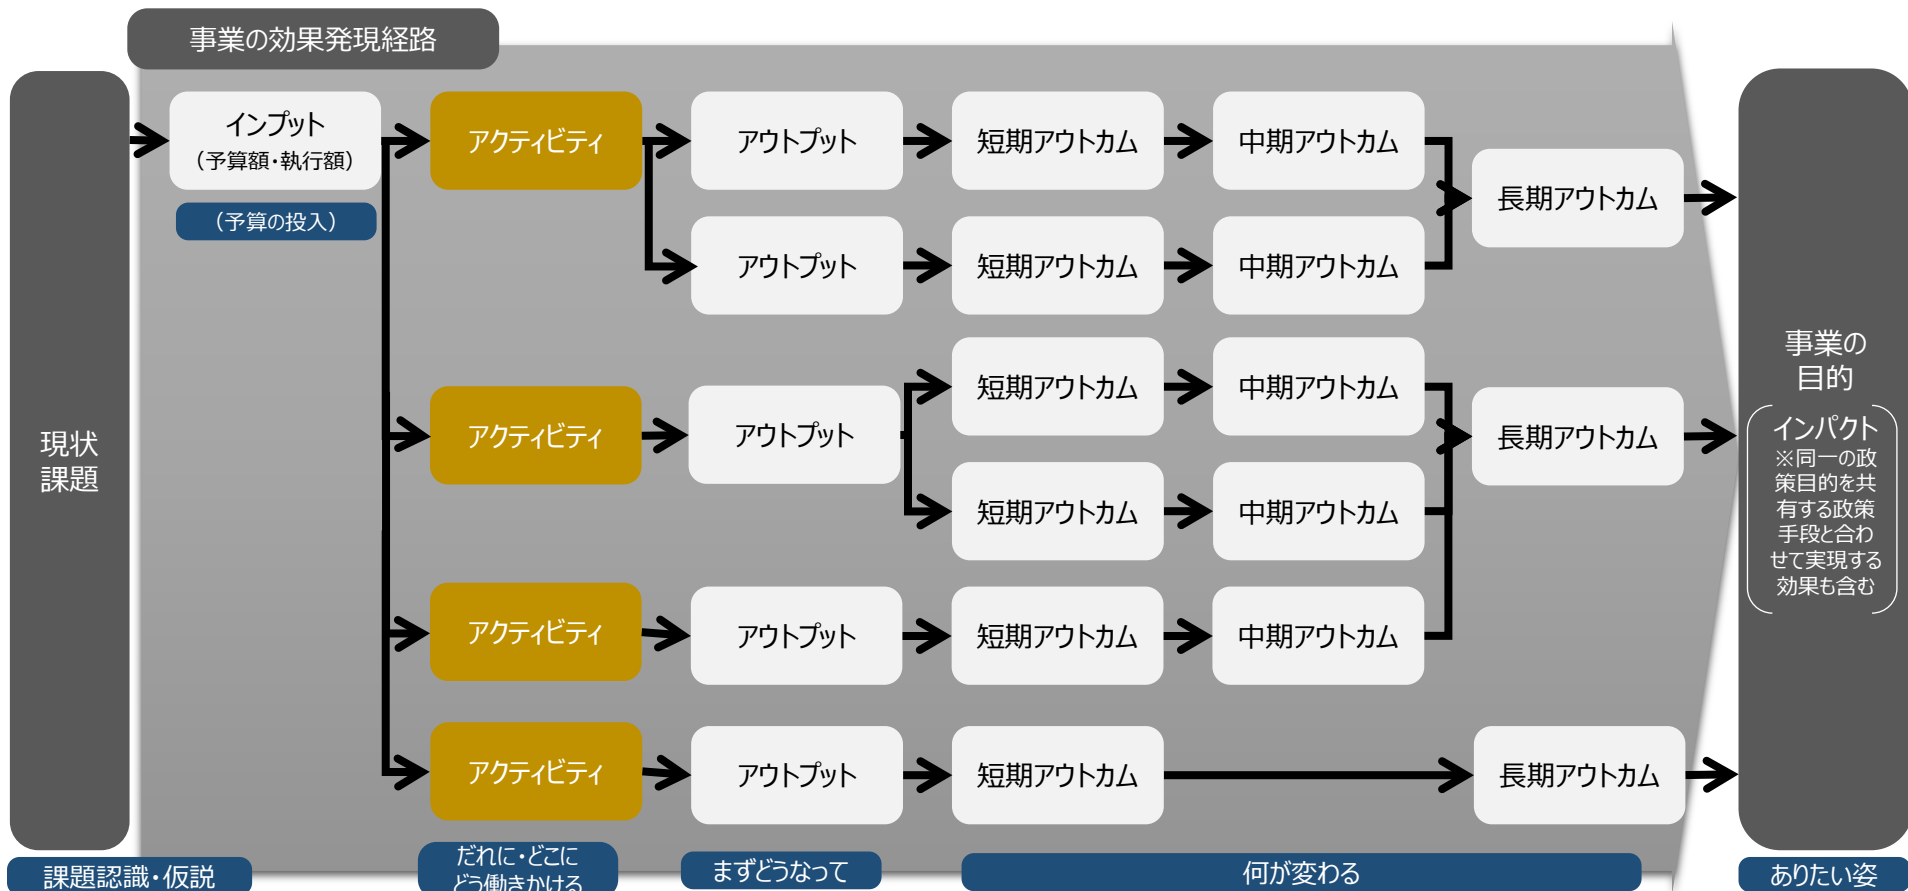 事業の効果発現経路
現状
課題
インプット
（予算額・執行額）
（予算の投入）
アクティビティ
アウトプット
短期アウトカム
中期アウトカム
長期アウトカム
アウトプット
短期アウトカム
中期アウトカム
アクティビティ
アウトプット
短期アウトカム
中期アウトカム
長期アウトカム
短期アウトカム
中期アウトカム
アクティビティ
アウトプット
短期アウトカム
中期アウトカム
アクティビティ
アウトプット
短期アウトカム
長期アウトカム
事業の
目的
インパクト
※同一の政
策目的を共
有する政策
手段と合わ
せて実現する
効果も含む
課題認識・仮説
だれに・どこに
どう働きかける
まずどうなって
何が変わる
ありたい姿